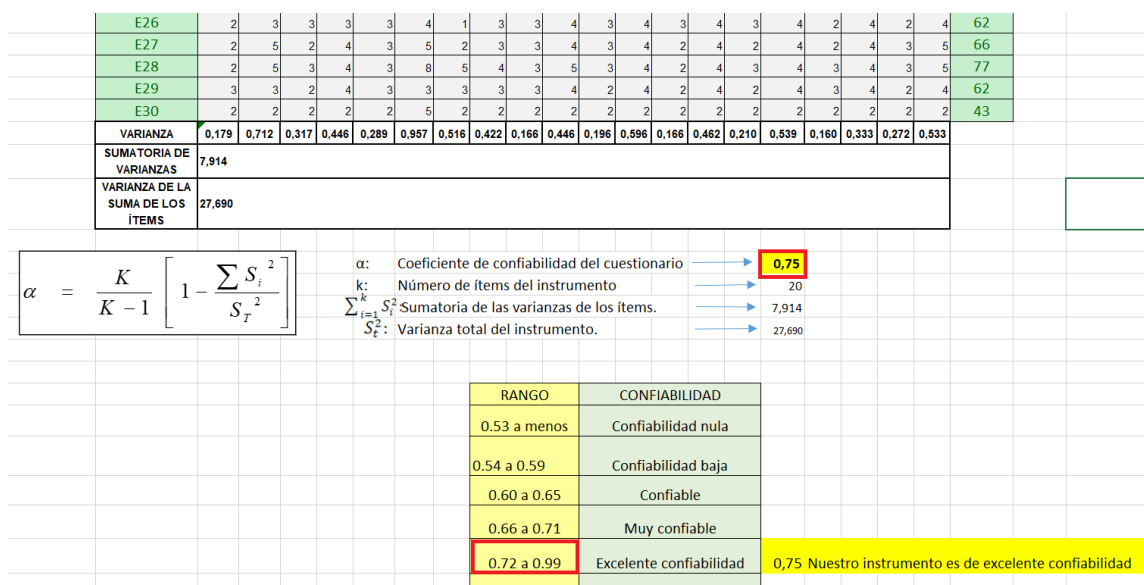 E26 2 3 3 3 3 4 1 3 3 4 3 4 3 4 3 4 2 4 2 4 62
E27 2 5 2 4 3 5 2 3 3 4 3 4 2 4 2 4 2 4 3 5 66
E28 2 5 3 4 3 8 5 4 3 5 3 4 2 4 3 4 3 4 3 5 77
E29 3 3 2 4 3 3 3 3 3 4 2 4 2 4 2 4 3 4 2 4 62
E30 2 2 2 2 2 5 2 2 2 2 2 2 2 2 2 2 2 2 2 2 43
VARIANZA 0,179 0,712 0,317 0,446 0,289 0,957 0,516 0,422 0,166 0,446 0,196 0,596 0,166 0,462 0,210 0,539 0,160 0,333 0,272 0,533
SUMATORIA DE
VARIANZAS
7,914
VARIANZA DE LA
SUMA DE LOS
ÍTEMS
27,690
α = K / K − 1 [ 1 − ∑ S_i² / S_T² ]
α: Coeficiente de confiabilidad del cuestionario 0,75
k: Número de ítems del instrumento 20
∑_{i=1}^{k} S_i²: Sumatoria de las varianzas de los ítems. 7,914
S_t²: Varianza total del instrumento. 27,690
RANGO CONFIABILIDAD
0.53 a menos Confiabilidad nula
0.54 a 0.59 Confiabilidad baja
0.60 a 0.65 Confiable
0.66 a 0.71 Muy confiable
0.72 a 0.99 Excelente confiabilidad 0,75 Nuestro instrumento es de excelente confiabilidad